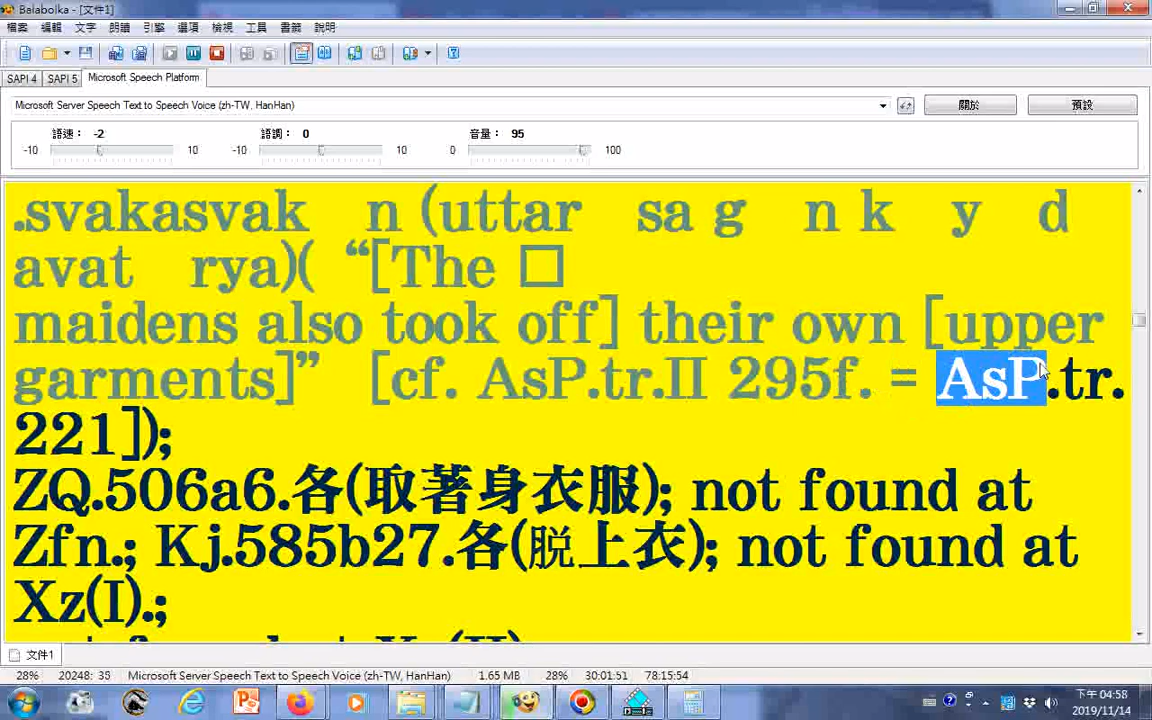 Balabolka - [文件1]
檔案 編輯 文字 朗讀 引擎 選項 檢視 工具 書籤 說明
SAPI 4 SAPI 5 Microsoft Speech Platform
Microsoft Server Speech Text to Speech Voice (zh-TW, HanHan) 關於 預設
語速： -2 語調： 0 音量： 95
-10 10 -10 10 0 100
.svakasvak n (uttar sa g n k y d
avat rya)( “[The □
maidens also took off] their own [upper
garments]” [cf. AsP.tr.II 295f. = AsP.tr.
221]);
ZQ.506a6.各(取著身衣服); not found at
Zfn.; Kj.585b27.各(脱上衣); not found at
Xz(I).;
文件1
28% 20248: 35 Microsoft Server Speech Text to Speech Voice (zh-TW, HanHan) 1.65 MB 28% 30:01:51 78:15:54
下午 04:58
2019/11/14